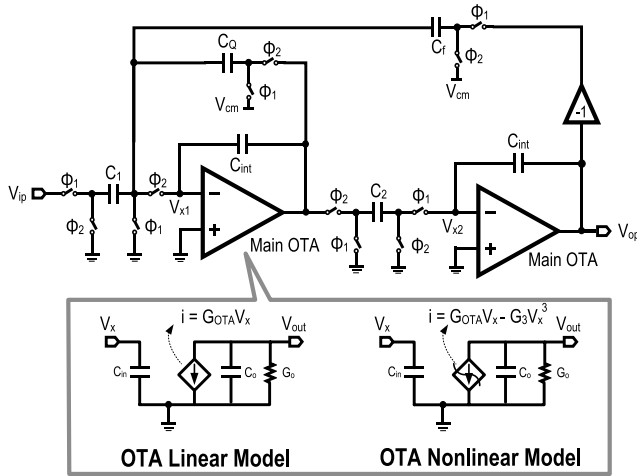 Φ1
Cf
Φ2
Vcm
CQ
Φ2
Φ1
Vcm
-1
Cint
Cint
Vip
Φ1
C1
Φ2
Vx1
Φ2
Φ1
Main OTA
Φ2
C2
Φ1
Φ1
Φ2
Vx2
Main OTA
Vop
i = GOTAVx
Vx
Vout
Cin
Co
Go
OTA Linear Model
i = GOTAVx - G3Vx³
Vx
Vout
Cin
Co
Go
OTA Nonlinear Model